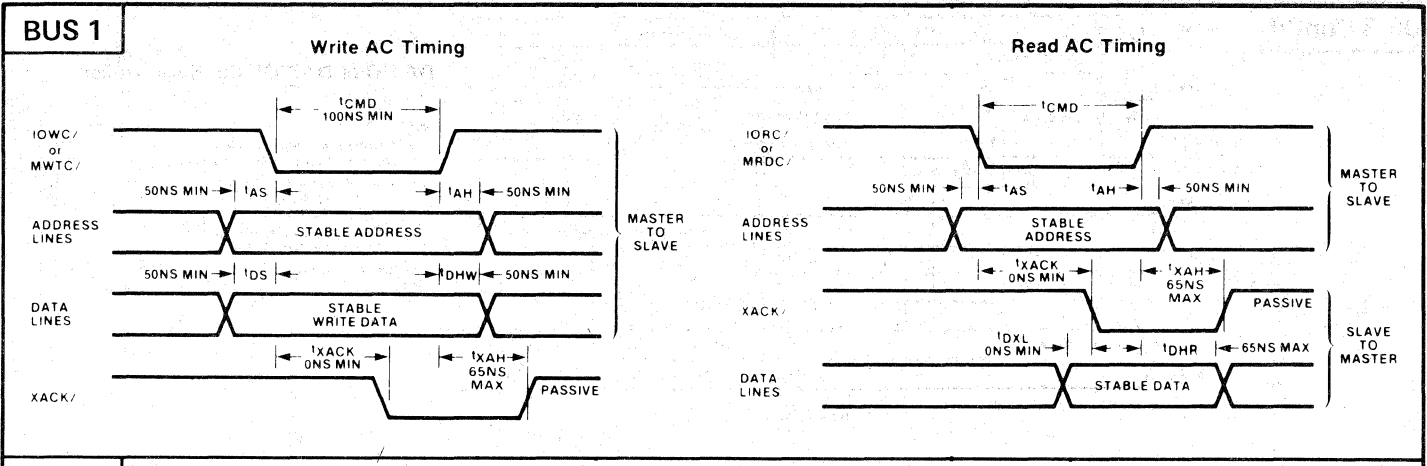 BUS 1
Write AC Timing
tCMD
100NS MIN
IOWC/
or
MWTC/
50NS MIN
tAS
tAH
50NS MIN
ADDRESS
LINES
STABLE ADDRESS
MASTER
TO
SLAVE
50NS MIN
tDS
tDHW
50NS MIN
DATA
LINES
STABLE
WRITE DATA
tXACK
0NS MIN
tXAH
65NS
MAX
XACK/
PASSIVE
Read AC Timing
tCMD
IORC/
or
MRDC/
50NS MIN
tAS
tAH
50NS MIN
MASTER
TO
SLAVE
ADDRESS
LINES
STABLE
ADDRESS
tXACK
0NS MIN
tXAH
65NS
MAX
XACK/
PASSIVE
tDXL
0NS MIN
tDHR
65NS MAX
SLAVE
TO
MASTER
DATA
LINES
STABLE DATA